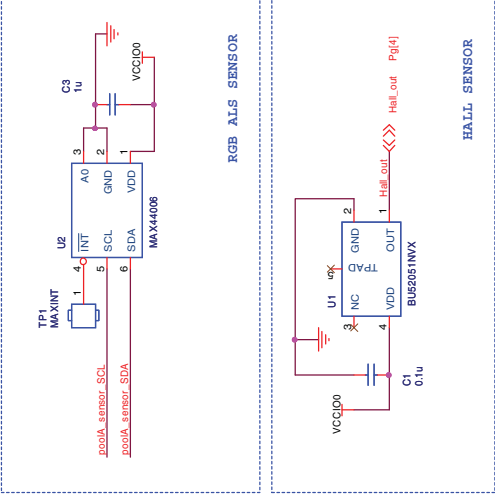 RGB ALS SENSOR
C3
1u
VCCIO0
U2
MAX44006
3
A0
2
GND
1
VDD
4
INT
5
SCL
6
SDA
TP1
MAXINT
1
poolA_sensor_SCL
poolA_sensor_SDA
HALL SENSOR
Hall_out Pg[4]
Hall_out
U1
BU52051NVX
2
GND
1
OUT
5
TPAD
3
NC
4
VDD
C1
0.1u
VCCIO0